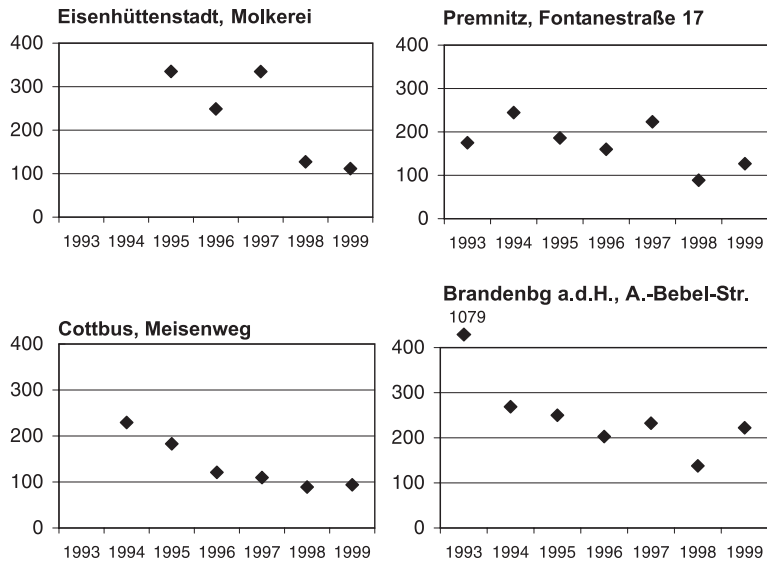 Eisenhüttenstadt, Molkerei
400
300
200
100
0
1993 1994 1995 1996 1997 1998 1999
Premnitz, Fontanestraße 17
400
300
200
100
0
1993 1994 1995 1996 1997 1998 1999
Cottbus, Meisenweg
400
300
200
100
0
1993 1994 1995 1996 1997 1998 1999
Brandenbg a.d.H., A.-Bebel-Str.
1079
400
300
200
100
0
1993 1994 1995 1996 1997 1998 1999